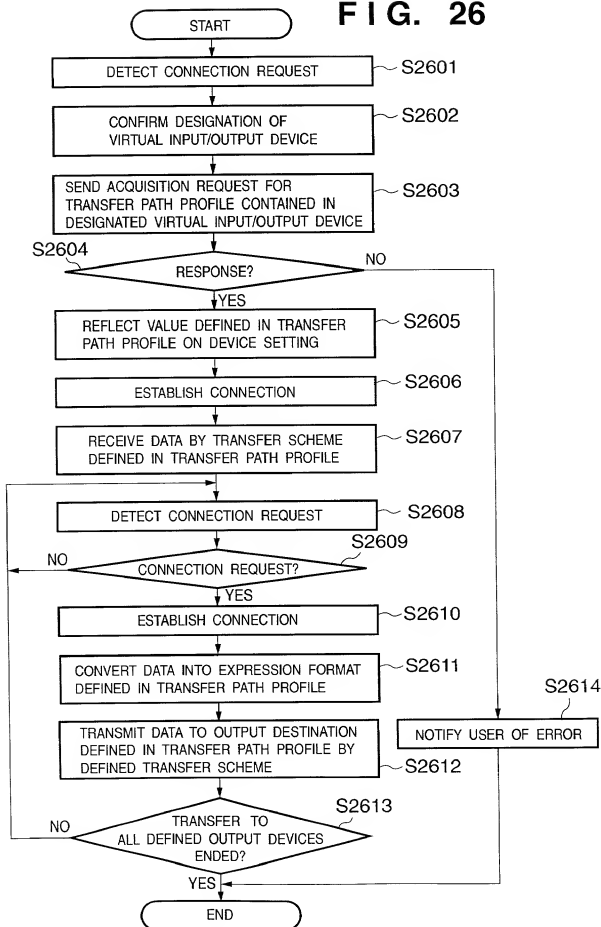 FIG. 26
START
DETECT CONNECTION REQUEST
S2601
CONFIRM DESIGNATION OF
VIRTUAL INPUT/OUTPUT DEVICE
S2602
SEND ACQUISITION REQUEST FOR
TRANSFER PATH PROFILE CONTAINED IN
DESIGNATED VIRTUAL INPUT/OUTPUT DEVICE
S2603
S2604
RESPONSE?
NO
YES
REFLECT VALUE DEFINED IN TRANSFER
PATH PROFILE ON DEVICE SETTING
S2605
ESTABLISH CONNECTION
S2606
RECEIVE DATA BY TRANSFER SCHEME
DEFINED IN TRANSFER PATH PROFILE
S2607
DETECT CONNECTION REQUEST
S2608
S2609
NO
CONNECTION REQUEST?
YES
ESTABLISH CONNECTION
S2610
CONVERT DATA INTO EXPRESSION FORMAT
DEFINED IN TRANSFER PATH PROFILE
S2611
S2614
NOTIFY USER OF ERROR
TRANSMIT DATA TO OUTPUT DESTINATION
DEFINED IN TRANSFER PATH PROFILE BY
DEFINED TRANSFER SCHEME
S2612
S2613
NO
TRANSFER TO
ALL DEFINED OUTPUT DEVICES
ENDED?
YES
END